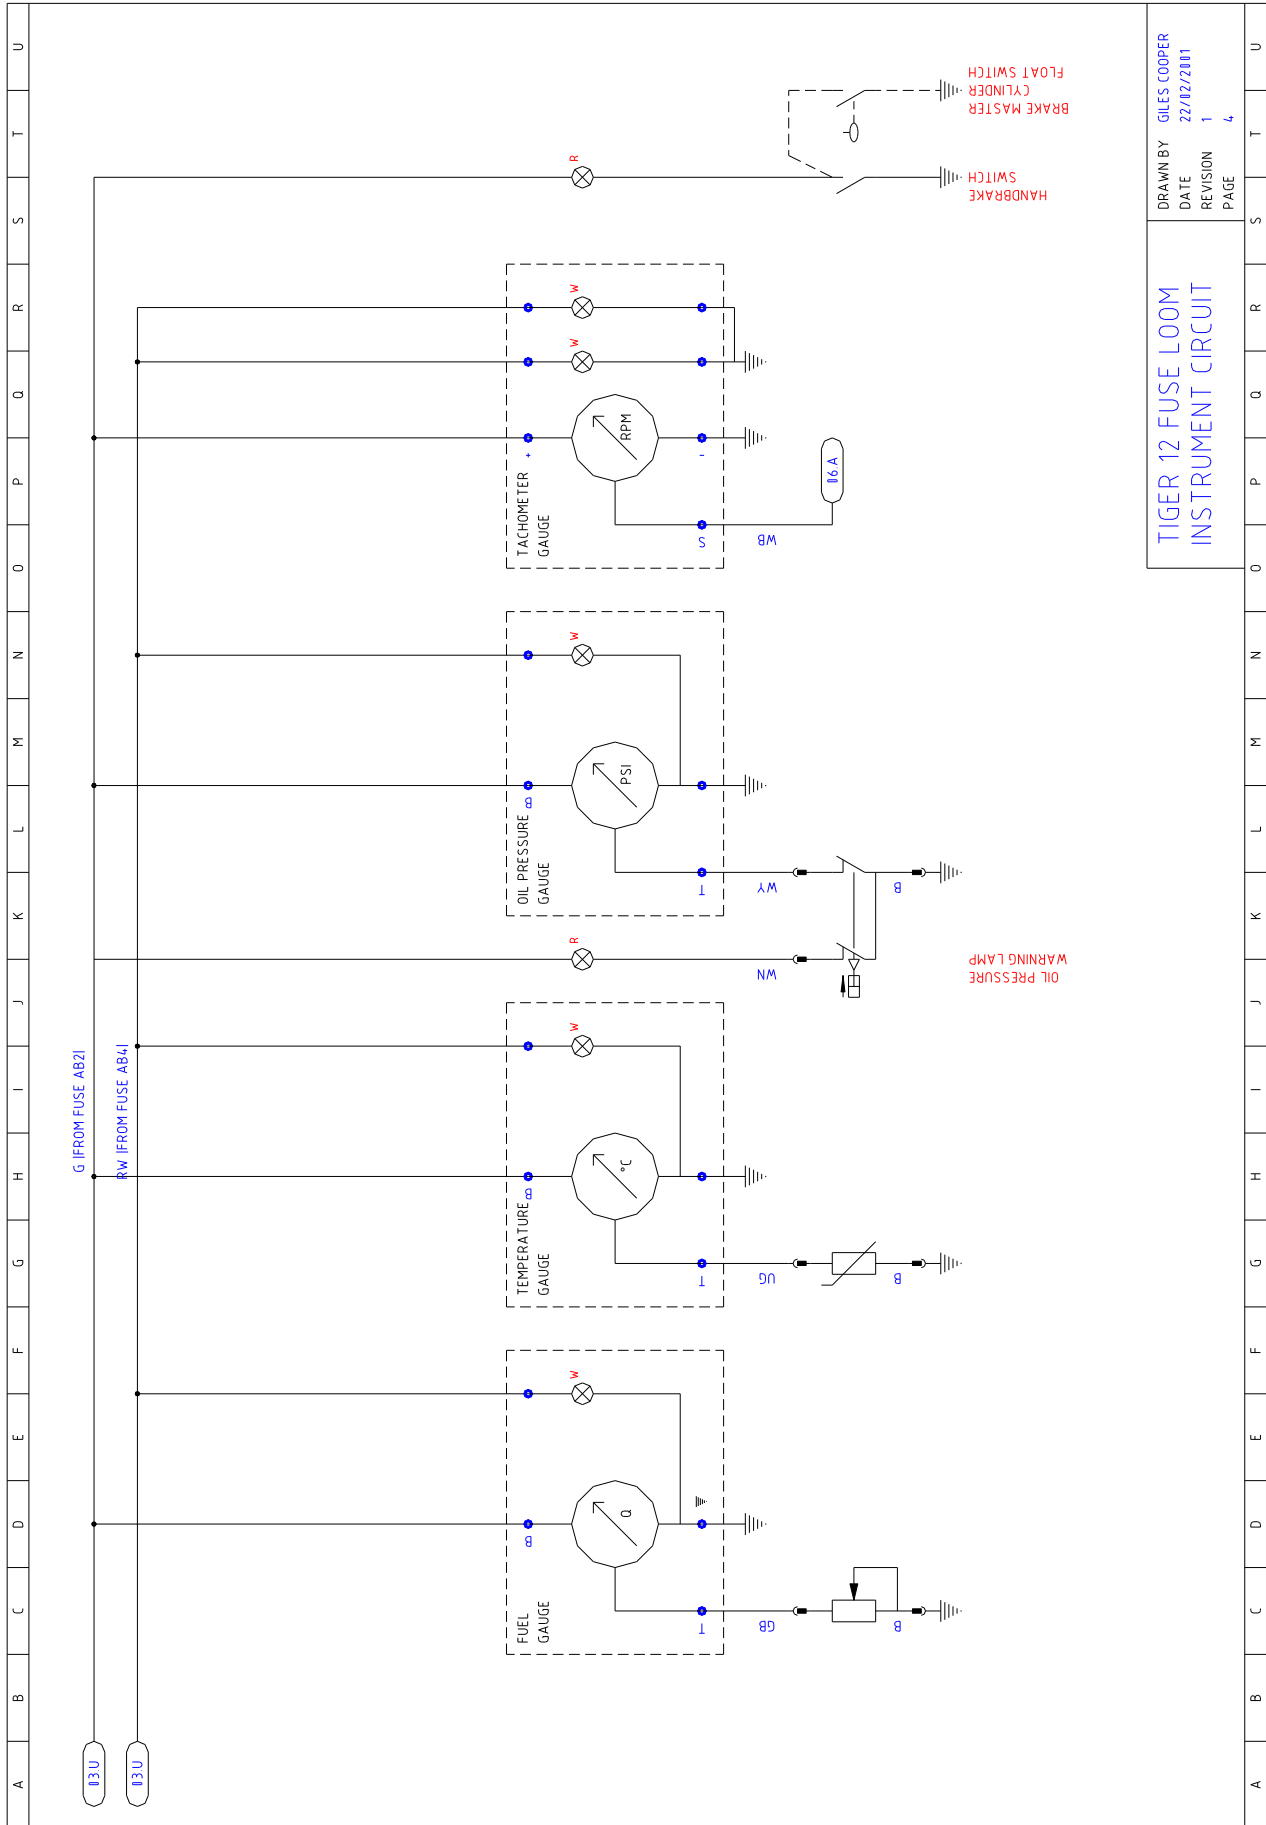 A B C D E F G H I J K L M N O P Q R S T U
03.U
03.U
G (FROM FUSE AB2)
RW (FROM FUSE AB4)
FUEL
GAUGE
B
Q
W
T
GB
B
TEMPERATURE
GAUGE
B
°C
W
T
UG
B
R
WN
OIL PRESSURE
WARNING LAMP
OIL PRESSURE
GAUGE
B
PSI
W
T
WY
B
TACHOMETER
GAUGE
+
RPM
W
W
S
-
WB
06.A
R
HANDBRAKE
SWITCH
BRAKE MASTER
CYLINDER
FLOAT SWITCH
TIGER 12 FUSE LOOM
INSTRUMENT CIRCUIT
DRAWN BY GILES COOPER
DATE 22/02/2001
REVISION 1
PAGE 4
A B C D E F G H I J K L M N O P Q R S T U